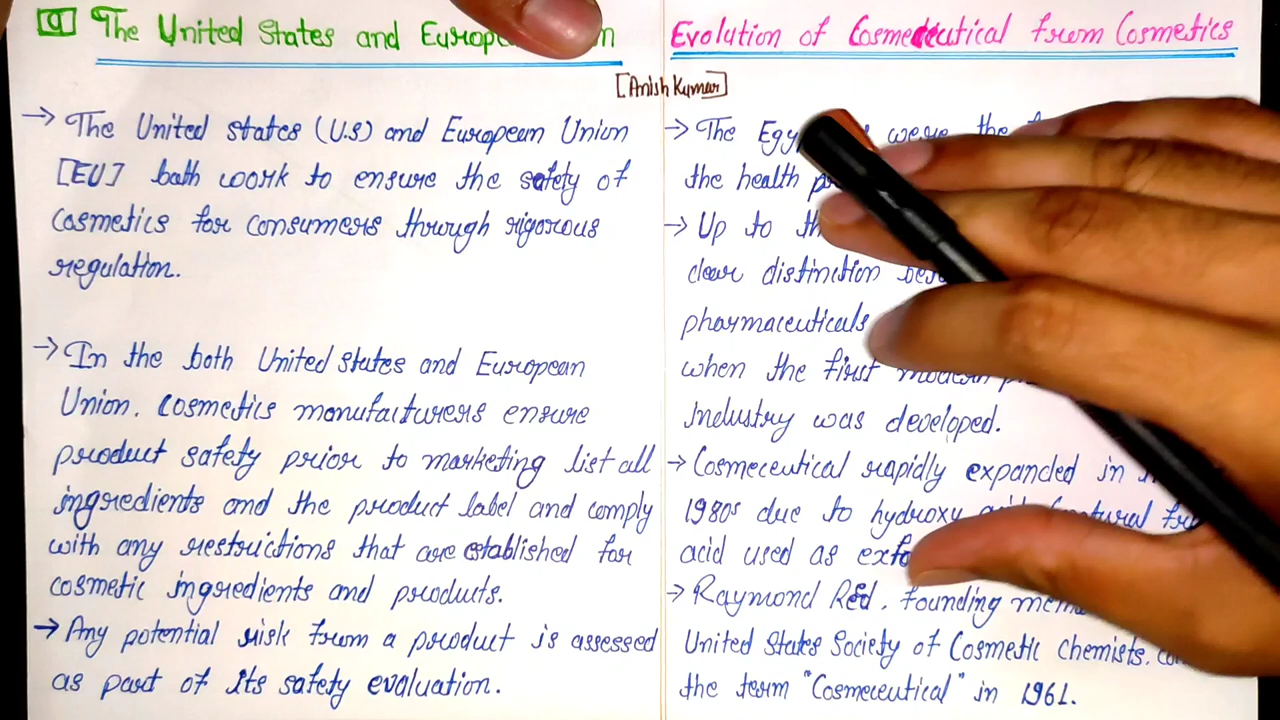 Q The United States and Europe
→ The United states (U.S) and European Union
[EU] both work to ensure the safety of
Cosmetics for consumers through rigorous
regulation.
→ In the both United states and European
Union. Cosmetics manufacturers ensure
product safety prior to marketing list all
ingredients and the product label and comply
with any restrictions that are established for
cosmetic ingredients and products.
→ Any potential risk from a product is assessed
as part of its safety evaluation.
[Anish Kumar]
Evolution of Cosmeceutical from Cosmetics
→ The were the
the health
→ Up to
clear distinction
pharmaceuticals
when the first modern
Industry was developed.
→ Cosmeceutical rapidly expanded in
1980s due to hydroxy
acid used as
→ Raymond Reed. founding
United States Society of Cosmetic chemists.
the term "Cosmeceutical" in 1961.